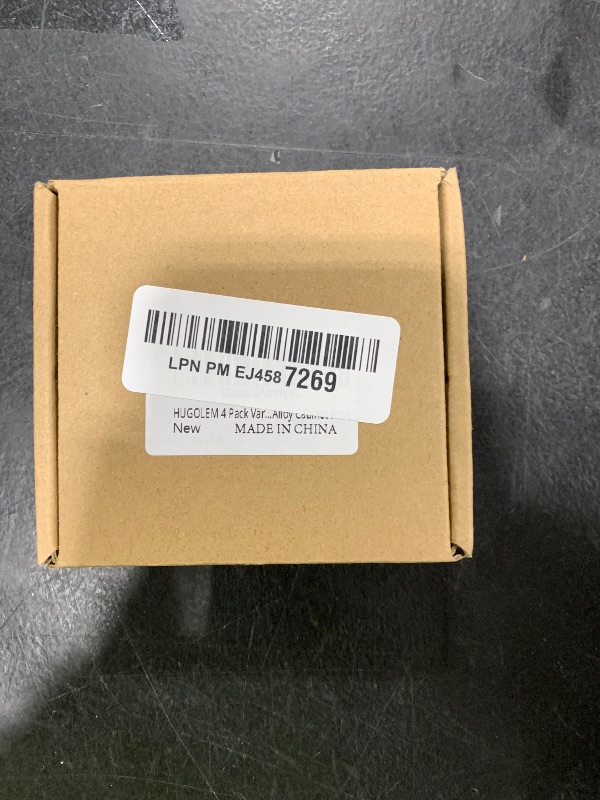 LPN PM EJ4587269
HUGOLEM 4 Pack Var...Alloy Cabinet
New MADE IN CHINA